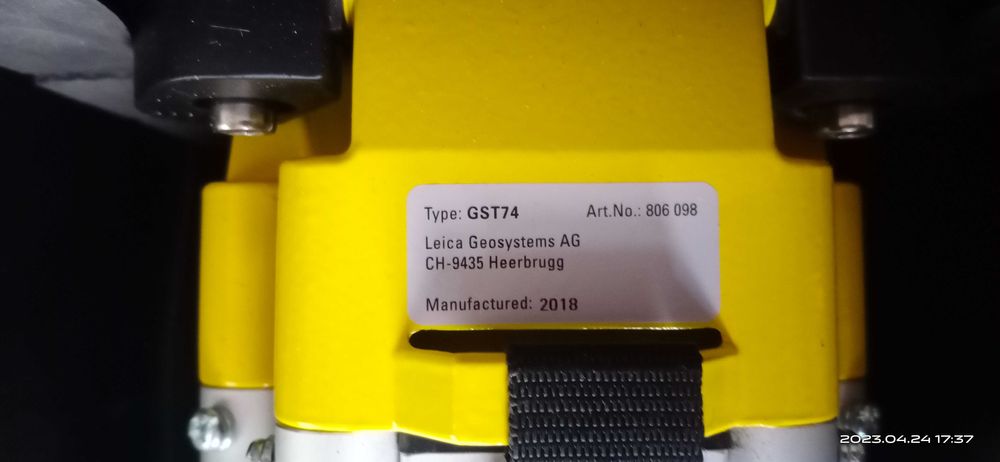 Type: GST74 Art.No.: 806 098
Leica Geosystems AG
CH-9435 Heerbrugg
Manufactured: 2018
2023.04.24 17:37